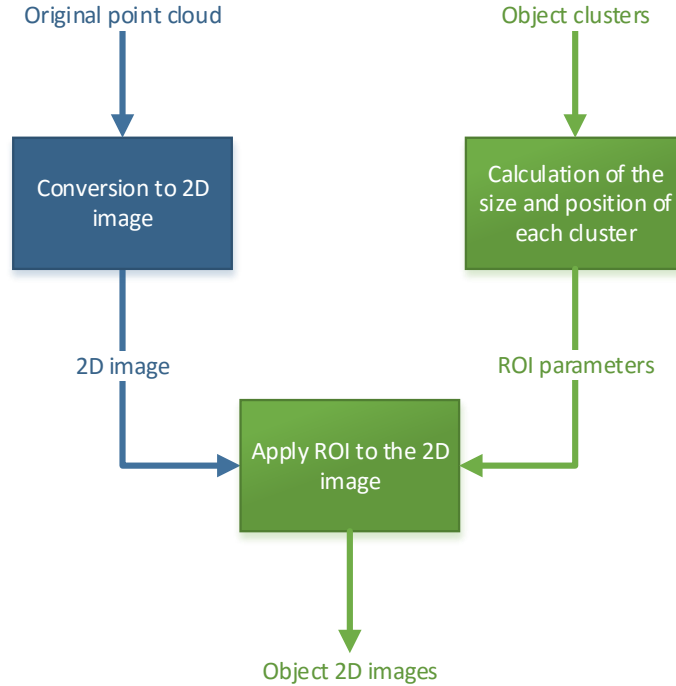 Original point cloud
Object clusters
Conversion to 2D
image
Calculation of the
size and position of
each cluster
2D image
ROI parameters
Apply ROI to the 2D
image
Object 2D images